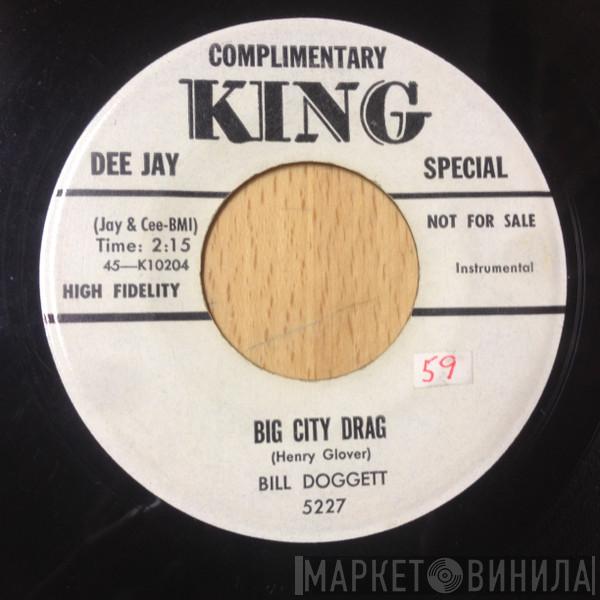 COMPLIMENTARY
KING
DEE JAY SPECIAL
(Jay & Cee-BMI)
Time: 2:15
45—K10204
HIGH FIDELITY
NOT FOR SALE
Instrumental
59
BIG CITY DRAG
(Henry Glover)
BILL DOGGETT
5227
МАРКЕТ ВИНИЛА